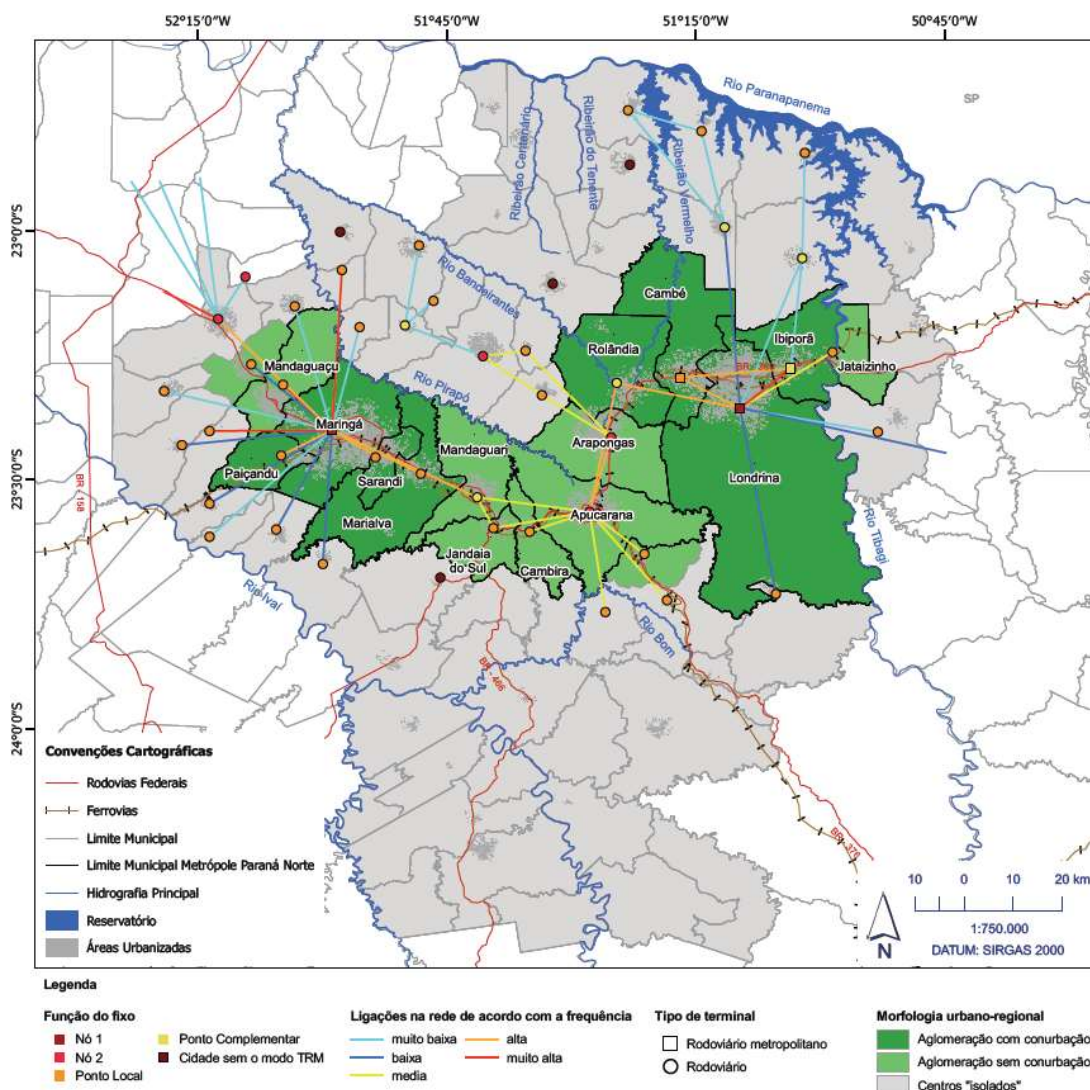 52°15'0"W 51°45'0"W 51°15'0"W 50°45'0"W
Rio Paranapanema
SP
Ribeirão Centenário
Ribeirão do Tenente
Ribeirão Vermelho
23°0'0"S
Rio Bandeirantes
Cambé
Ibiporã
Rolândia
Mandaguaçu
Jataizinho
Rio Pirapó
Maringá
Arapongas
Mandaguari
Londrina
23°30'0"S
Paiçandu
Sarandi
BR - 158
Apucarana
Marialva
Rio Tibagi
Jandaia
do Sul
Cambira
Rio Ivaí
Rio Bom
BR - 466
24°0'0"S
BR - 376
Convenções Cartográficas
Rodovias Federais
Ferrovias
Limite Municipal
Limite Municipal Metrópole Paraná Norte
Hidrografia Principal
Reservatório
Áreas Urbanizadas
10 0 10 20 km
1:750.000
DATUM: SIRGAS 2000
N
Legenda
Função do fixo
Nó 1
Nó 2
Ponto Local
Ponto Complementar
Cidade sem o modo TRM
Ligações na rede de acordo com a frequência
muito baixa
baixa
media
alta
muito alta
Tipo de terminal
Rodoviário metropolitano
Rodoviário
Morfologia urbano-regional
Aglomeração com conurbação
Aglomeração sem conurbação
Centros "isolados"